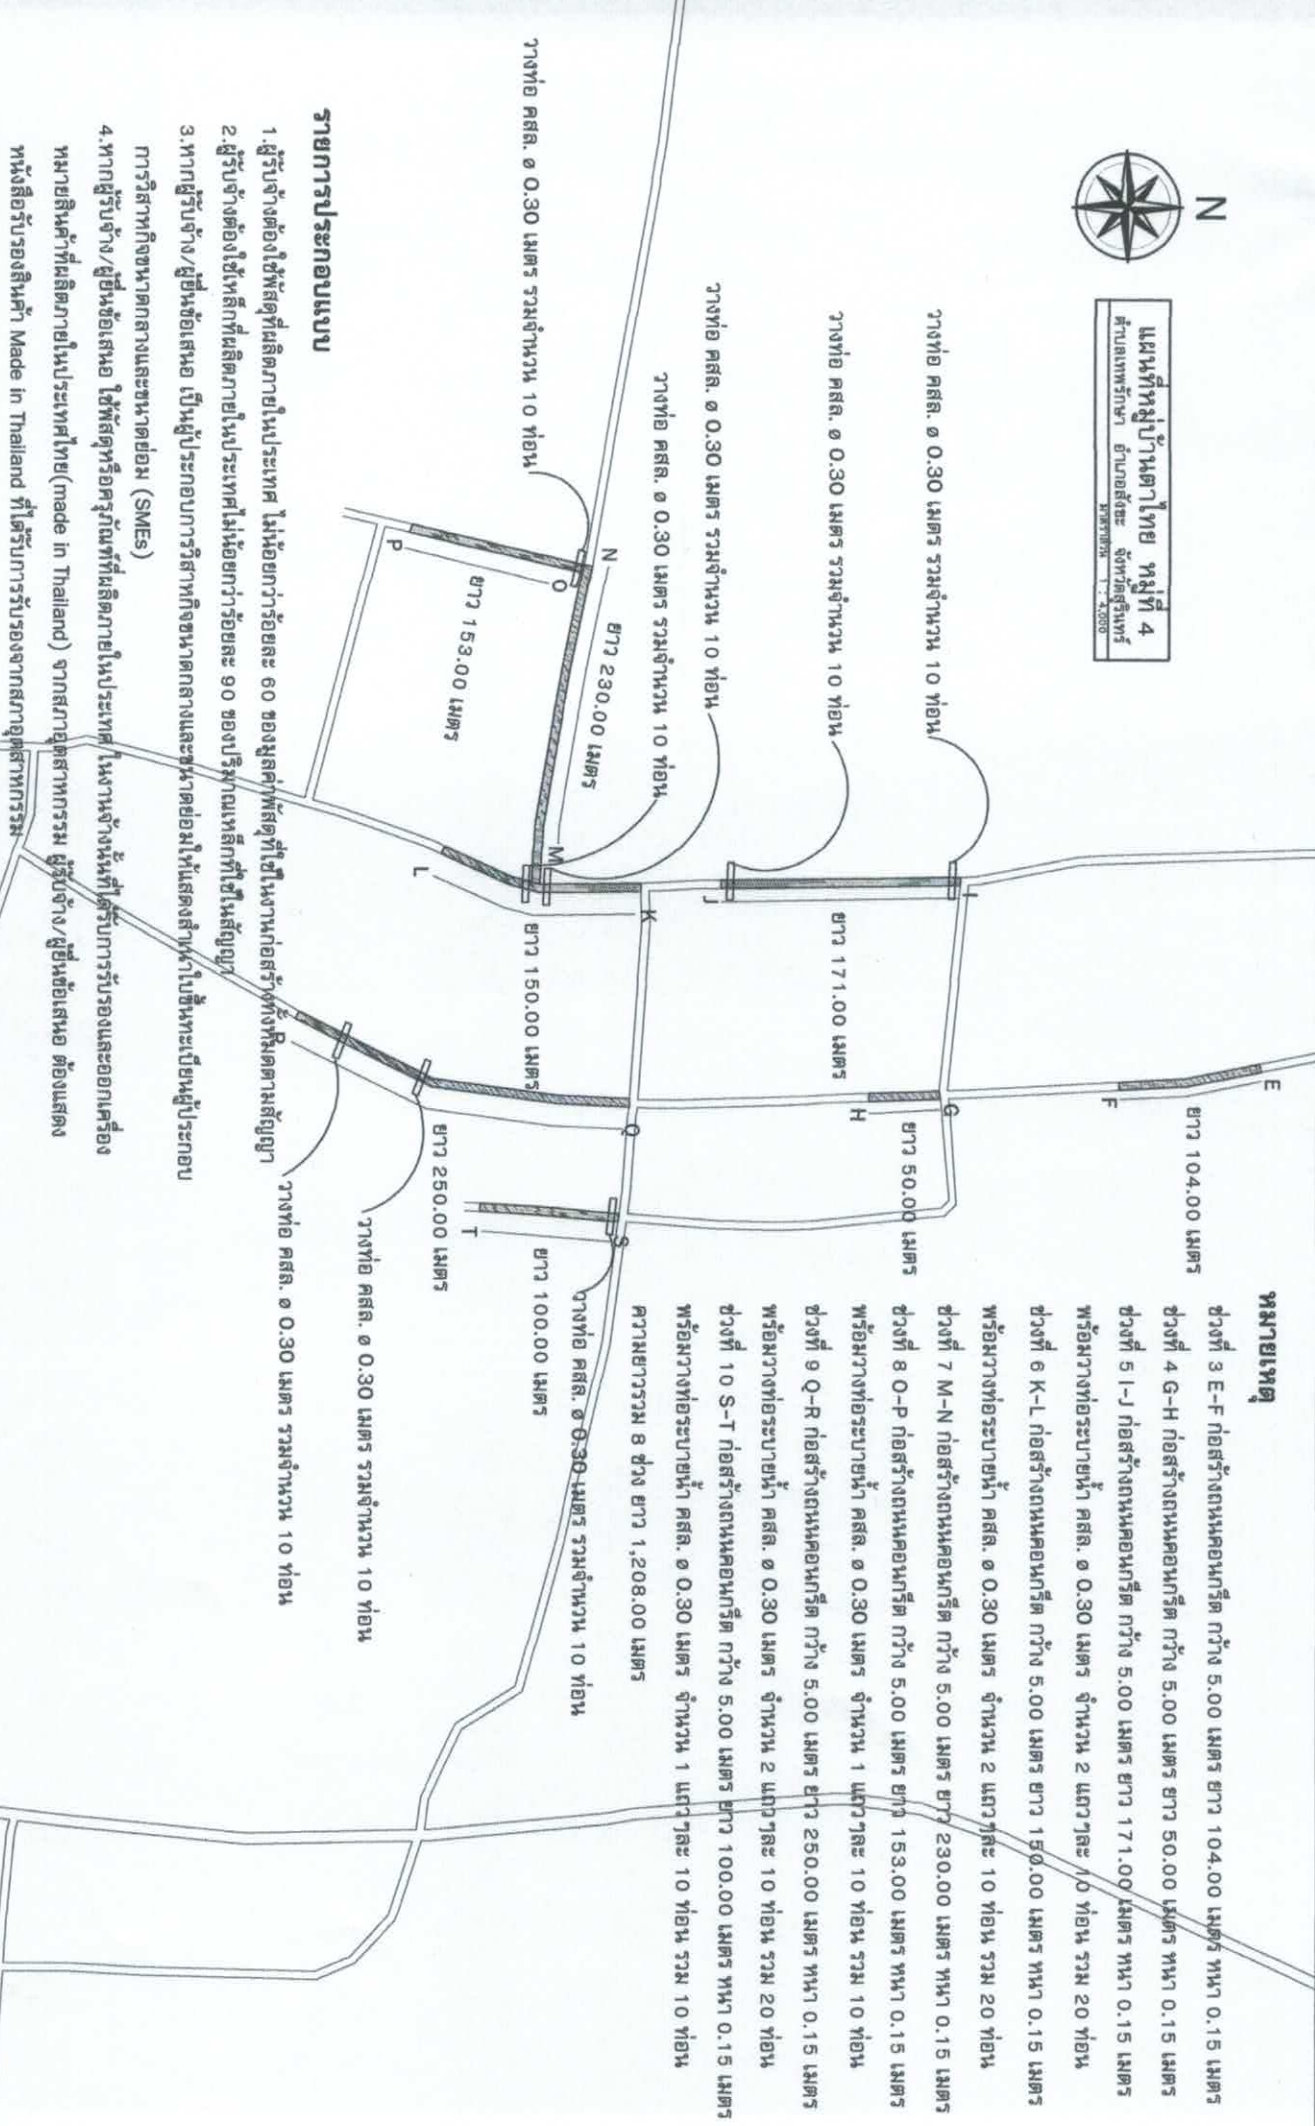 N
แผนที่หมู่บ้านตาไทย หมู่ที่ 4
ตำบลเทพรักษา อำเภอสังขะ จังหวัดสุรินทร์
มาตราส่วน 1 : 4,000
วางท่อ คสล. ø 0.30 เมตร รวมจำนวน 10 ท่อน
วางท่อ คสล. ø 0.30 เมตร รวมจำนวน 10 ท่อน
วางท่อ คสล. ø 0.30 เมตร รวมจำนวน 10 ท่อน
วางท่อ คสล. ø 0.30 เมตร รวมจำนวน 10 ท่อน
วางท่อ คสล. ø 0.30 เมตร รวมจำนวน 10 ท่อน
E
F
ยาว 104.00 เมตร
G
H
ยาว 50.00 เมตร
I
J
ยาว 171.00 เมตร
K
L
ยาว 150.00 เมตร
M
N
ยาว 230.00 เมตร
O
P
ยาว 153.00 เมตร
Q
R
ยาว 250.00 เมตร
S
T
ยาว 100.00 เมตร
วางท่อ คสล. ø 0.30 เมตร รวมจำนวน 10 ท่อน
วางท่อ คสล. ø 0.30 เมตร รวมจำนวน 10 ท่อน
วางท่อ คสล. ø 0.30 เมตร รวมจำนวน 10 ท่อน
หมายเหตุ
ช่วงที่ 3 E-F ก่อสร้างถนนคอนกรีต กว้าง 5.00 เมตร ยาว 104.00 เมตร หนา 0.15 เมตร
ช่วงที่ 4 G-H ก่อสร้างถนนคอนกรีต กว้าง 5.00 เมตร ยาว 50.00 เมตร หนา 0.15 เมตร
ช่วงที่ 5 I-J ก่อสร้างถนนคอนกรีต กว้าง 5.00 เมตร ยาว 171.00 เมตร หนา 0.15 เมตร
พร้อมวางท่อระบายน้ำ คสล. ø 0.30 เมตร จำนวน 2 แถวๆละ 10 ท่อน รวม 20 ท่อน
ช่วงที่ 6 K-L ก่อสร้างถนนคอนกรีต กว้าง 5.00 เมตร ยาว 150.00 เมตร หนา 0.15 เมตร
พร้อมวางท่อระบายน้ำ คสล. ø 0.30 เมตร จำนวน 2 แถวๆละ 10 ท่อน รวม 20 ท่อน
ช่วงที่ 7 M-N ก่อสร้างถนนคอนกรีต กว้าง 5.00 เมตร ยาว 230.00 เมตร หนา 0.15 เมตร
ช่วงที่ 8 O-P ก่อสร้างถนนคอนกรีต กว้าง 5.00 เมตร ยาว 153.00 เมตร หนา 0.15 เมตร
พร้อมวางท่อระบายน้ำ คสล. ø 0.30 เมตร จำนวน 1 แถวๆละ 10 ท่อน รวม 10 ท่อน
ช่วงที่ 9 Q-R ก่อสร้างถนนคอนกรีต กว้าง 5.00 เมตร ยาว 250.00 เมตร หนา 0.15 เมตร
พร้อมวางท่อระบายน้ำ คสล. ø 0.30 เมตร จำนวน 2 แถวๆละ 10 ท่อน รวม 20 ท่อน
ช่วงที่ 10 S-T ก่อสร้างถนนคอนกรีต กว้าง 5.00 เมตร ยาว 100.00 เมตร หนา 0.15 เมตร
พร้อมวางท่อระบายน้ำ คสล. ø 0.30 เมตร จำนวน 1 แถวๆละ 10 ท่อน รวม 10 ท่อน
ความยาวรวม 8 ช่วง ยาว 1,208.00 เมตร
รายการประกอบแบบ
1.ผู้รับจ้างต้องใช้พัสดุที่ผลิตภายในประเทศ ไม่น้อยกว่าร้อยละ 60 ของมูลค่าพัสดุที่ใช้ในงานก่อสร้างทั้งหมดตามสัญญา
2.ผู้รับจ้างต้องใช้เหล็กที่ผลิตภายในประเทศไม่น้อยกว่าร้อยละ 90 ของปริมาณเหล็กที่ใช้ในสัญญา
3.หากผู้รับจ้าง/ผู้ยื่นข้อเสนอ เป็นผู้ประกอบการวิสาหกิจขนาดกลางและขนาดย่อมให้แสดงสำเนาใบขึ้นทะเบียนผู้ประกอบ
การวิสาหกิจขนาดกลางและขนาดย่อม (SMEs)
4.หากผู้รับจ้าง/ผู้ยื่นข้อเสนอ ใช้พัสดุหรือครุภัณฑ์ที่ผลิตภายในประเทศ ในงานจ้างนั้นที่ได้รับการรับรองและออกเครื่อง
หมายสินค้าที่ผลิตภายในประเทศไทย(made in Thailand) จากสภาอุตสาหกรรม ผู้รับจ้าง/ผู้ยื่นข้อเสนอ ต้องแสดง
หนังสือรับรองสินค้า Made in Thailand ที่ได้รับการรับรองจากสภาอุตสาหกรรม